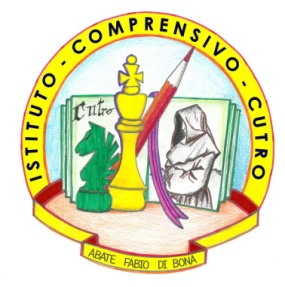 ISTITUTO - COMPRENSIVO - CUTRO
Cutro
ABATE FABIO DI BONA